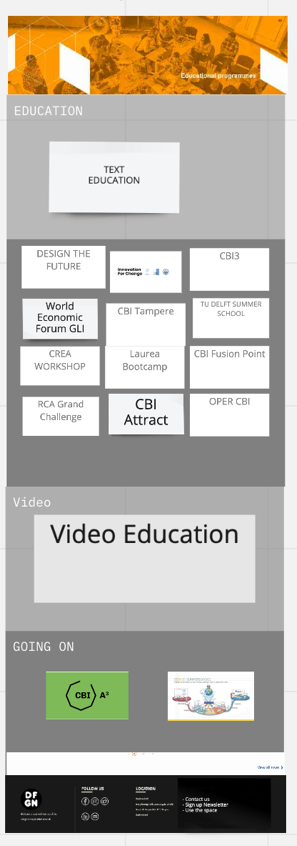 Educational programmes
EDUCATION
TEXT
EDUCATION
DESIGN THE
FUTURE
Innovation
For Change
CBI3
World
Economic
Forum GLI
CBI Tampere
TU DELFT SUMMER
SCHOOL
CREA
WORKSHOP
Laurea
Bootcamp
CBI Fusion Point
RCA Grand
Challenge
CBI
Attract
OPER CBI
Video
Video Education
GOING ON
CBI A³
View all news
DF
GN
FOLLOW US
LOCATION
- Contact us
- Sign up Newsletter
- Use the space